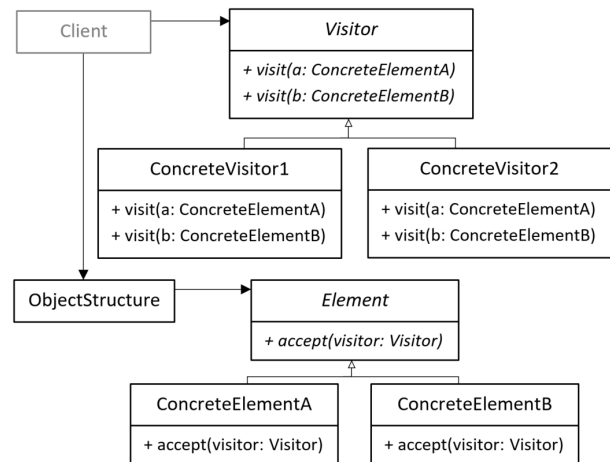 Client
Visitor
+ visit(a: ConcreteElementA)
+ visit(b: ConcreteElementB)
ConcreteVisitor1
+ visit(a: ConcreteElementA)
+ visit(b: ConcreteElementB)
ConcreteVisitor2
+ visit(a: ConcreteElementA)
+ visit(b: ConcreteElementB)
ObjectStructure
Element
+ accept(visitor: Visitor)
ConcreteElementA
+ accept(visitor: Visitor)
ConcreteElementB
+ accept(visitor: Visitor)